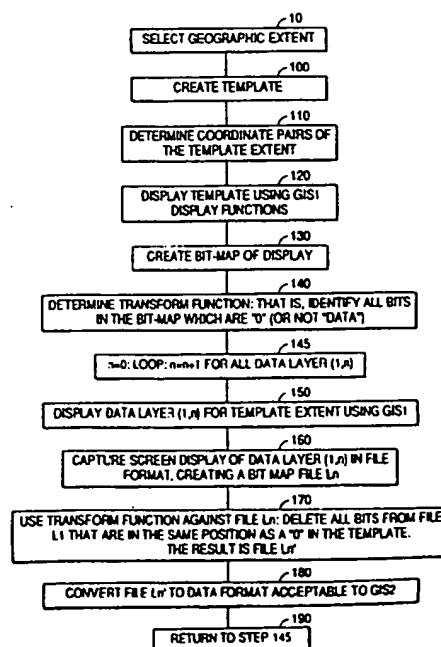 10
SELECT GEOGRAPHIC EXTENT
100
CREATE TEMPLATE
110
DETERMINE COORDINATE PAIRS OF
THE TEMPLATE EXTENT
120
DISPLAY TEMPLATE USING GIS1
DISPLAY FUNCTIONS
130
CREATE BIT-MAP OF DISPLAY
140
DETERMINE TRANSFORM FUNCTION: THAT IS, IDENTIFY ALL BITS
IN THE BIT-MAP WHICH ARE "0" (OR NOT "DATA")
145
n=0: LOOP: n=n+1 FOR ALL DATA LAYER (1,n)
150
DISPLAY DATA LAYER (1,n) FOR TEMPLATE EXTENT USING GIS1
160
CAPTURE SCREEN DISPLAY OF DATA LAYER (1,n) IN FILE
FORMAT, CREATING A BIT MAP FILE Ln
170
USE TRANSFORM FUNCTION AGAINST FILE Ln: DELETE ALL BITS FROM FILE
L1 THAT ARE IN THE SAME POSITION AS A "0" IN THE TEMPLATE.
THE RESULT IS FILE Ln'
180
CONVERT FILE Ln' TO DATA FORMAT ACCEPTABLE TO GIS2
190
RETURN TO STEP 145